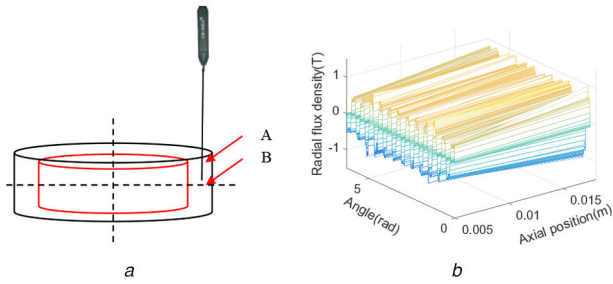 A
B
a
Radial flux density(T)
1
0
-1
5
0
Angle(rad)
0.005
0.01
0.015
Axial position(m)
b